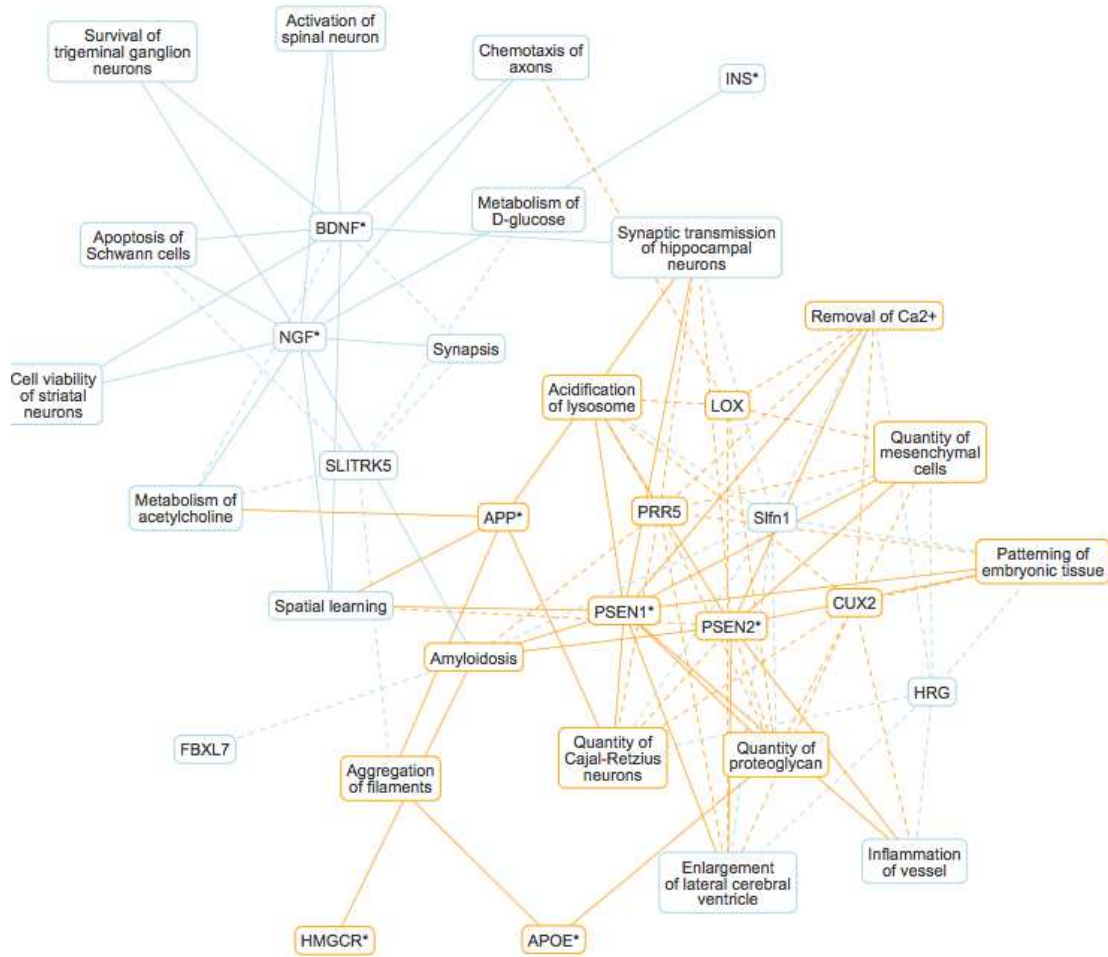 Survival of
trigeminal ganglion
neurons
Activation of
spinal neuron
Chemotaxis of
axons
INS*
Apoptosis of
Schwann cells
BDNF*
Metabolism of
D-glucose
Synaptic transmission
of hippocampal
neurons
NGF*
Synapsis
Removal of Ca2+
Cell viability
of striatal
neurons
Acidification
of lysosome
LOX
Quantity of
mesenchymal
cells
SLITRK5
Metabolism of
acetylcholine
APP*
PRR5
Slfn1
Patterning of
embryonic tissue
Spatial learning
PSEN1*
PSEN2*
CUX2
Amyloidosis
HRG
FBXL7
Aggregation
of filaments
Quantity of
Cajal-Retzius
neurons
Quantity of
proteoglycan
Enlargement
of lateral cerebral
ventricle
Inflammation
of vessel
HMGCR*
APOE*